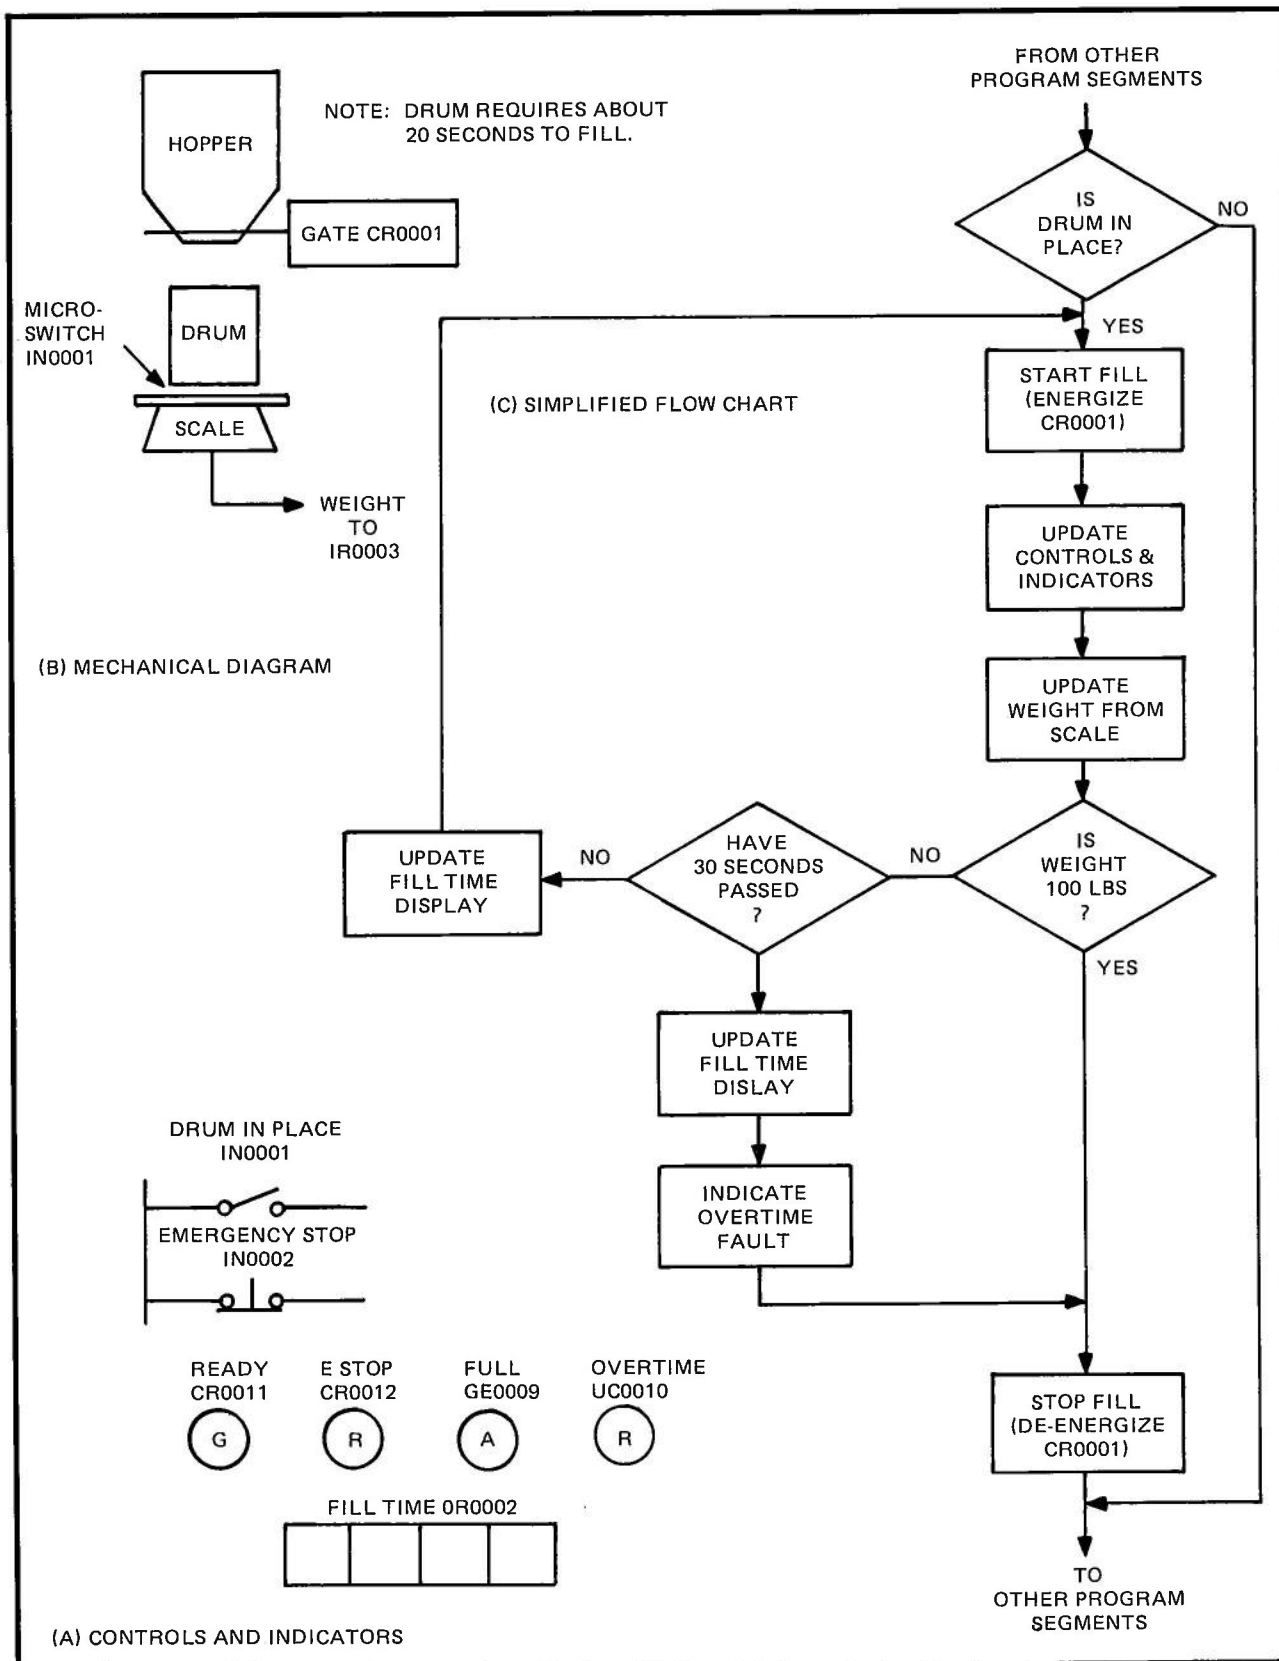 FROM OTHER
PROGRAM SEGMENTS
HOPPER
NOTE: DRUM REQUIRES ABOUT
20 SECONDS TO FILL.
GATE CR0001
IS
DRUM IN
PLACE?
NO
MICRO-
SWITCH
IN0001
DRUM
SCALE
WEIGHT
TO
IR0003
(B) MECHANICAL DIAGRAM
(C) SIMPLIFIED FLOW CHART
YES
START FILL
(ENERGIZE
CR0001)
UPDATE
CONTROLS &
INDICATORS
UPDATE
WEIGHT FROM
SCALE
IS
WEIGHT
100 LBS
?
NO
HAVE
30 SECONDS
PASSED
?
NO
UPDATE
FILL TIME
DISPLAY
YES
UPDATE
FILL TIME
DISLAY
INDICATE
OVERTIME
FAULT
DRUM IN PLACE
IN0001
EMERGENCY STOP
IN0002
READY
CR0011
G
E STOP
CR0012
R
FULL
GE0009
A
OVERTIME
UC0010
R
FILL TIME 0R0002
STOP FILL
(DE-ENERGIZE
CR0001)
TO
OTHER PROGRAM
SEGMENTS
(A) CONTROLS AND INDICATORS